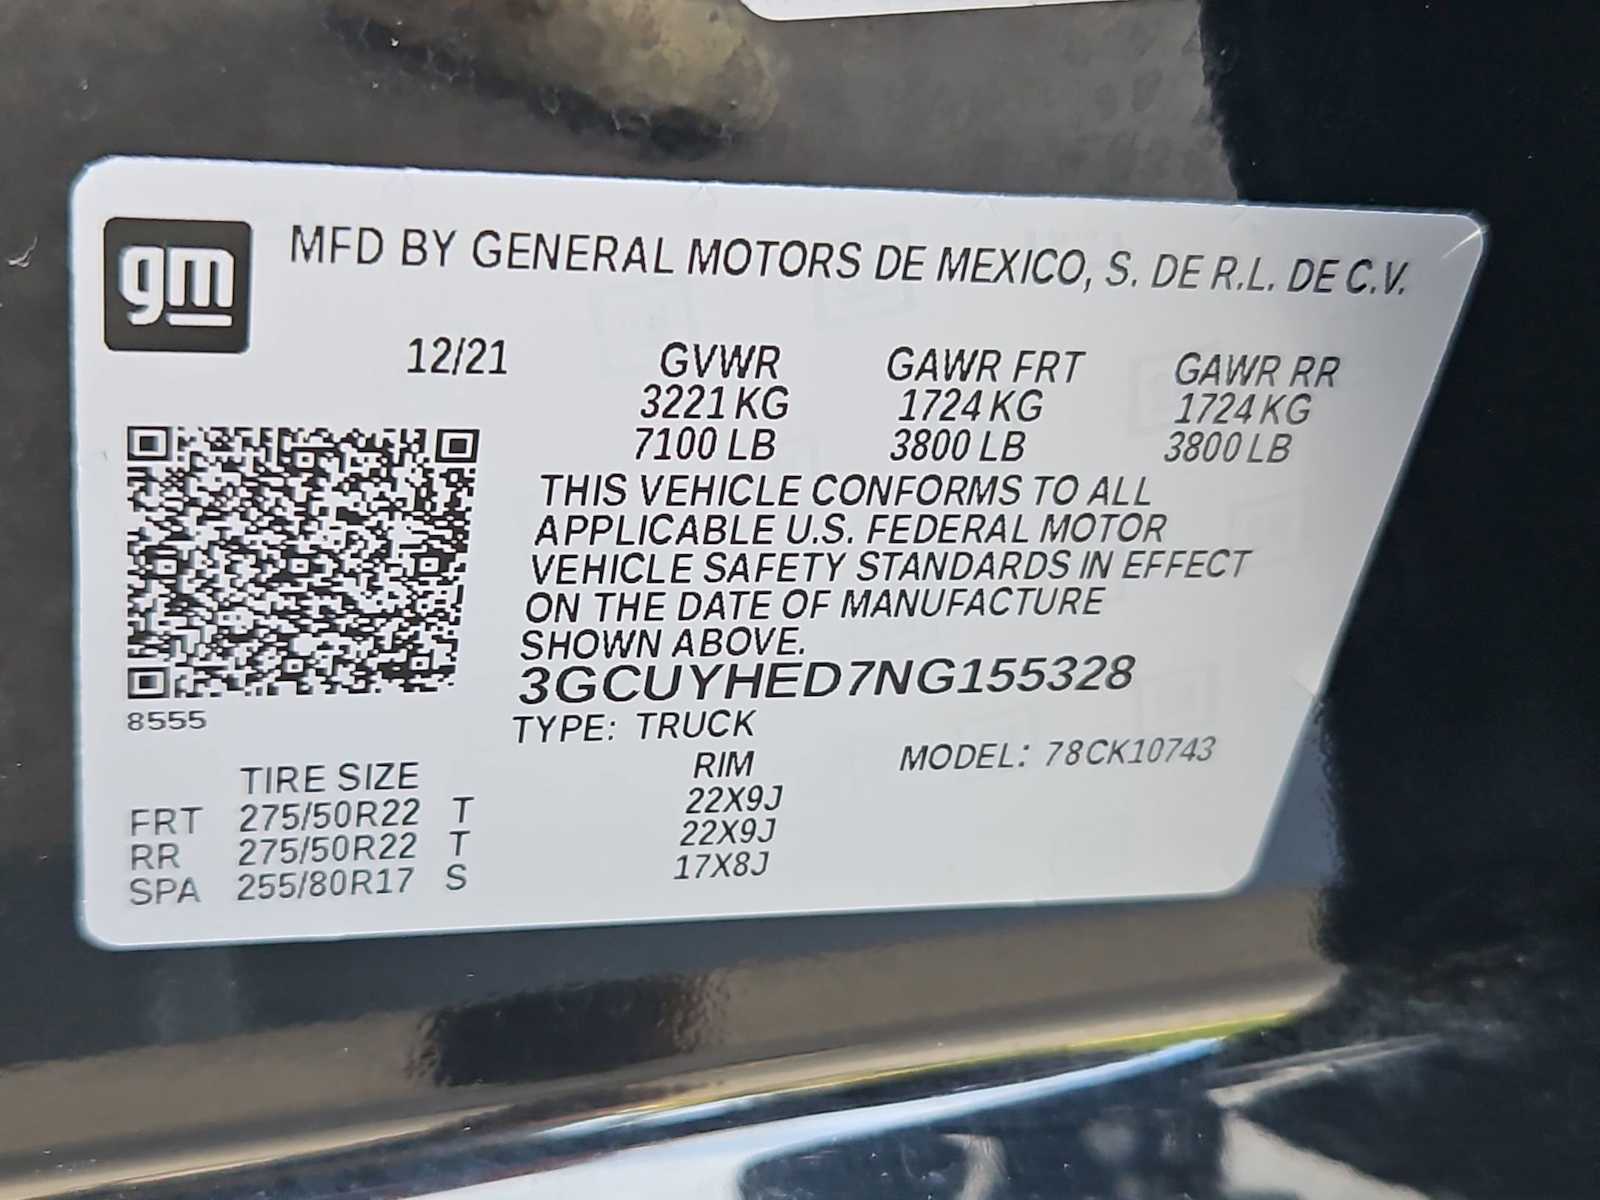 gm
MFD BY GENERAL MOTORS DE MEXICO, S. DE R.L. DE C.V.
12/21 GVWR GAWR FRT GAWR RR
3221 KG 1724 KG 1724 KG
7100 LB 3800 LB 3800 LB
THIS VEHICLE CONFORMS TO ALL
APPLICABLE U.S. FEDERAL MOTOR
VEHICLE SAFETY STANDARDS IN EFFECT
ON THE DATE OF MANUFACTURE
SHOWN ABOVE.
3GCUYHED7NG155328
8555
TYPE: TRUCK
MODEL: 78CK10743
TIRE SIZE RIM
FRT 275/50R22 T 22X9J
RR 275/50R22 T 22X9J
SPA 255/80R17 S 17X8J